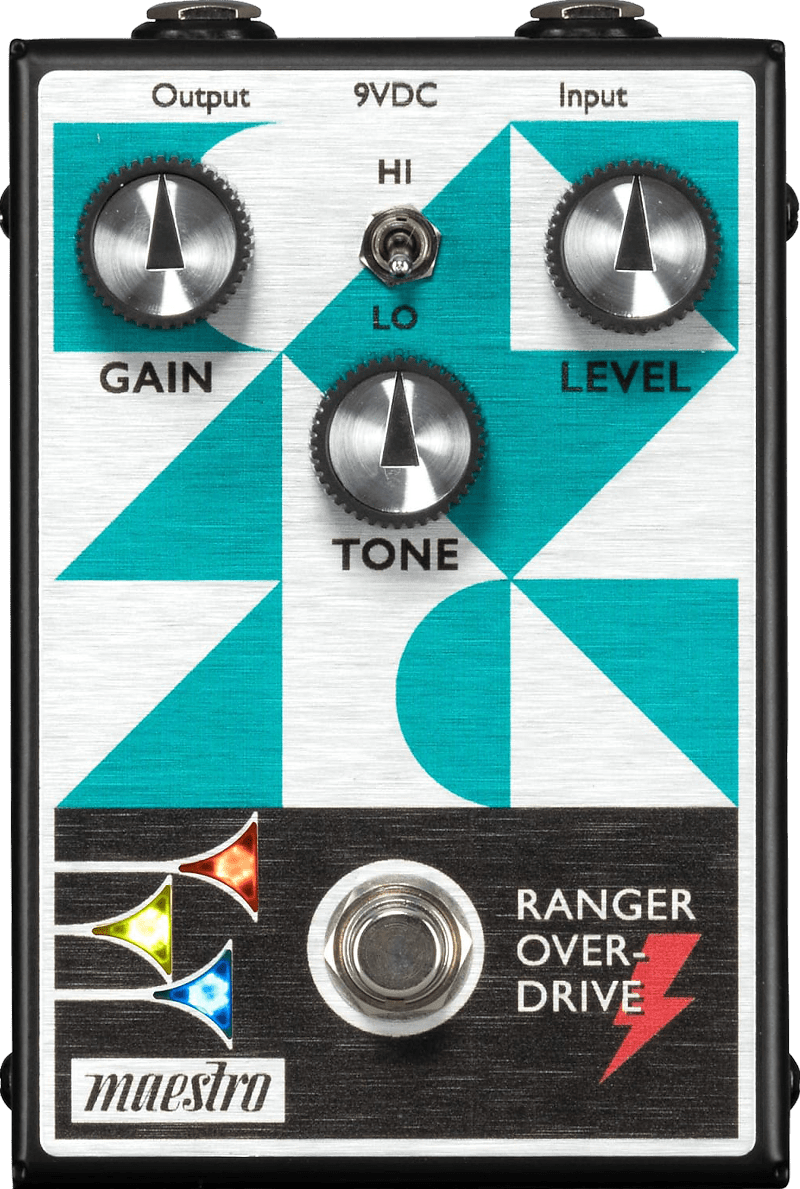 Output 9VDC Input
HI
LO
GAIN
LEVEL
TONE
RANGER
OVER-
DRIVE
maestro